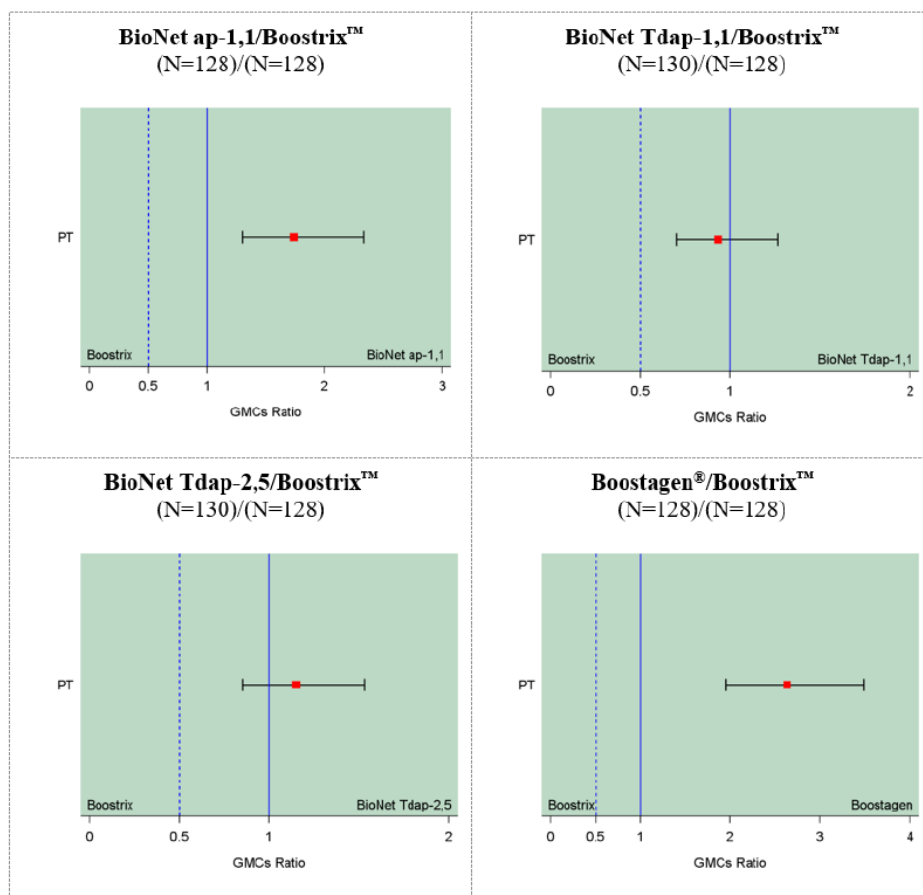 BioNet ap-1,1/Boostrix™
(N=128)/(N=128)
PT
Boostrix
BioNet ap-1,1
0
0.5
1
2
3
GMCs Ratio
BioNet Tdap-1,1/Boostrix™
(N=130)/(N=128)
PT
Boostrix
BioNet Tdap-1,1
0
0.5
1
2
GMCs Ratio
BioNet Tdap-2,5/Boostrix™
(N=130)/(N=128)
PT
Boostrix
BioNet Tdap-2,5
0
0.5
1
2
GMCs Ratio
Boostagen®/Boostrix™
(N=128)/(N=128)
PT
Boostrix
Boostagen
0
0.5
1
2
3
4
GMCs Ratio